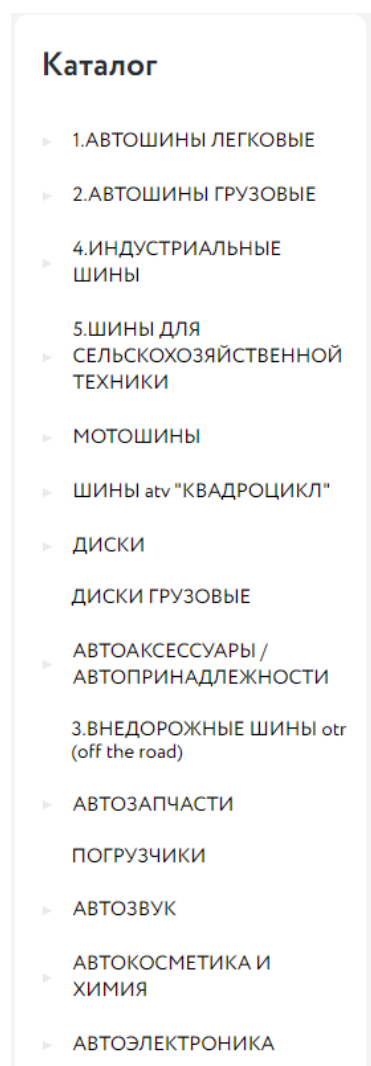 Каталог
1.АВТОШИНЫ ЛЕГКОВЫЕ
2.АВТОШИНЫ ГРУЗОВЫЕ
4.ИНДУСТРИАЛЬНЫЕ
ШИНЫ
5.ШИНЫ ДЛЯ
СЕЛЬСКОХОЗЯЙСТВЕННОЙ
ТЕХНИКИ
МОТОШИНЫ
ШИНЫ atv "КВАДРОЦИКЛ"
ДИСКИ
ДИСКИ ГРУЗОВЫЕ
АВТОАКСЕССУАРЫ /
АВТОПРИНАДЛЕЖНОСТИ
3.ВНЕДОРОЖНЫЕ ШИНЫ otr
(off the road)
АВТОЗАПЧАСТИ
ПОГРУЗЧИКИ
АВТОЗВУК
АВТОКОСМЕТИКА И
ХИМИЯ
АВТОЭЛЕКТРОНИКА